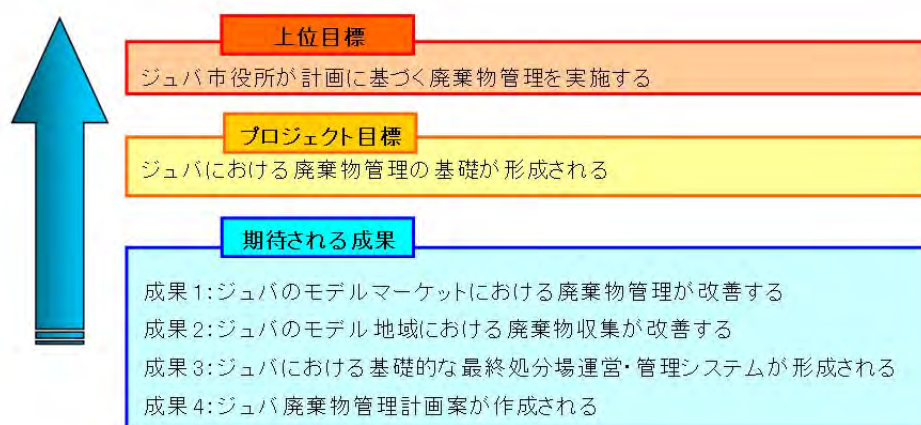 上位目標
ジュバ市役所が計画に基づく廃棄物管理を実施する
プロジェクト目標
ジュバにおける廃棄物管理の基礎が形成される
期待される成果
成果1:ジュバのモデルマーケットにおける廃棄物管理が改善する
成果2:ジュバのモデル地域における廃棄物収集が改善する
成果3:ジュバにおける基礎的な最終処分場運営・管理システムが形成される
成果4:ジュバ廃棄物管理計画案が作成される